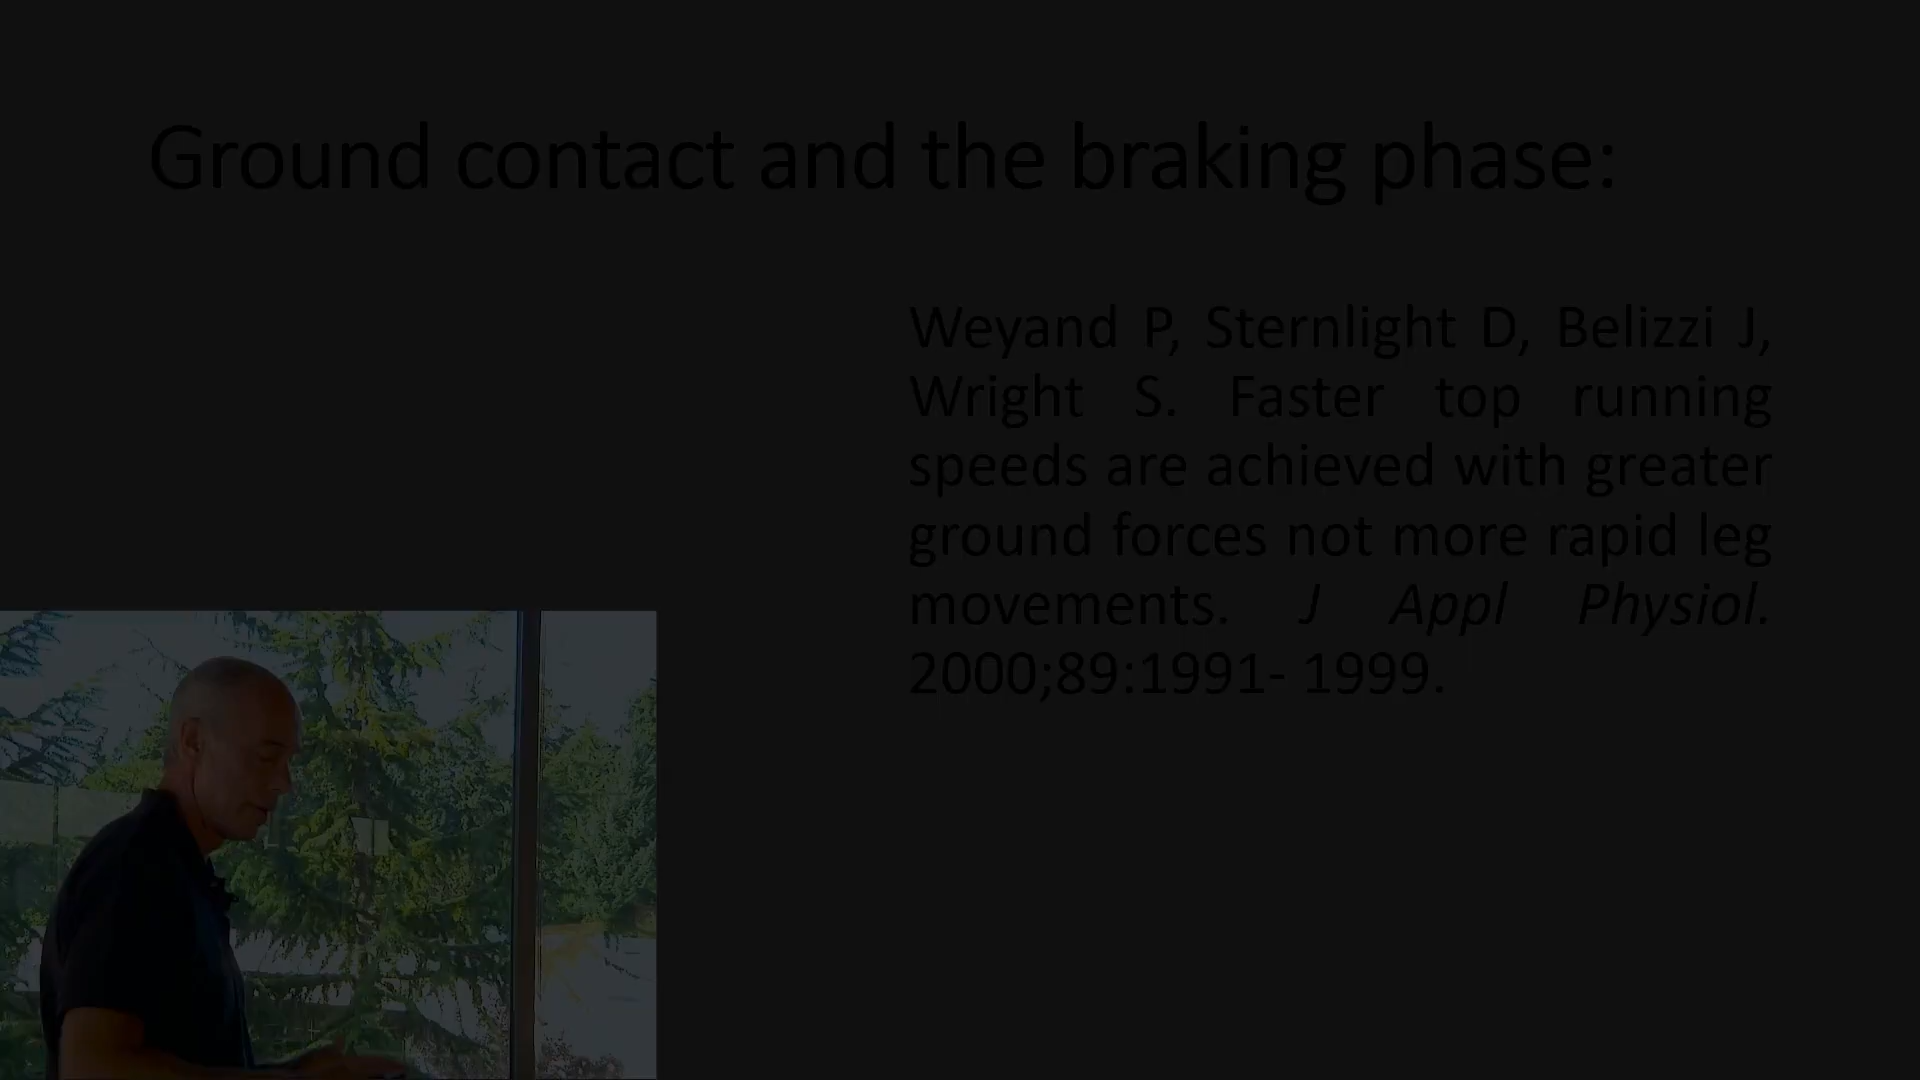 Ground contact and the braking phase:
Weyand P, Sternlight D, Belizzi J,
Wright S. Faster top running
speeds are achieved with greater
ground forces not more rapid leg
movements. J Appl Physiol.
2000;89:1991- 1999.